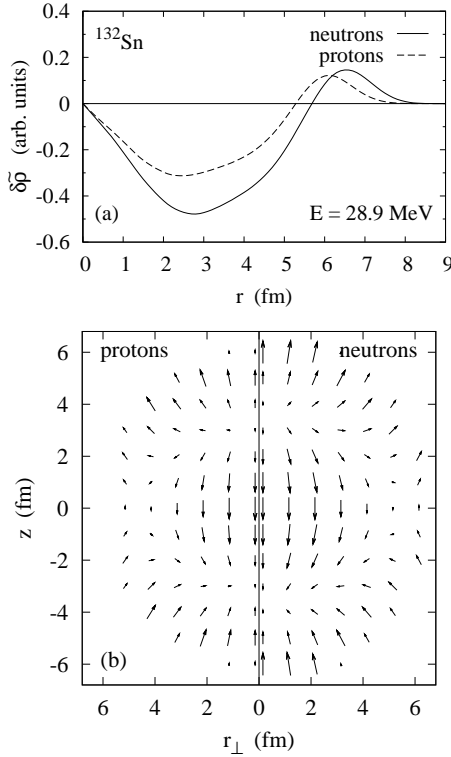 ¹³²Sn
neutrons
protons
0.4
0.2
0
-0.2
-0.4
-0.6
δρ̃ (arb. units)
(a)
E = 28.9 MeV
0 1 2 3 4 5 6 7 8 9
r (fm)
protons neutrons
6
4
2
0
-2
-4
-6
z (fm)
(b)
6 4 2 0 2 4 6
r⊥ (fm)